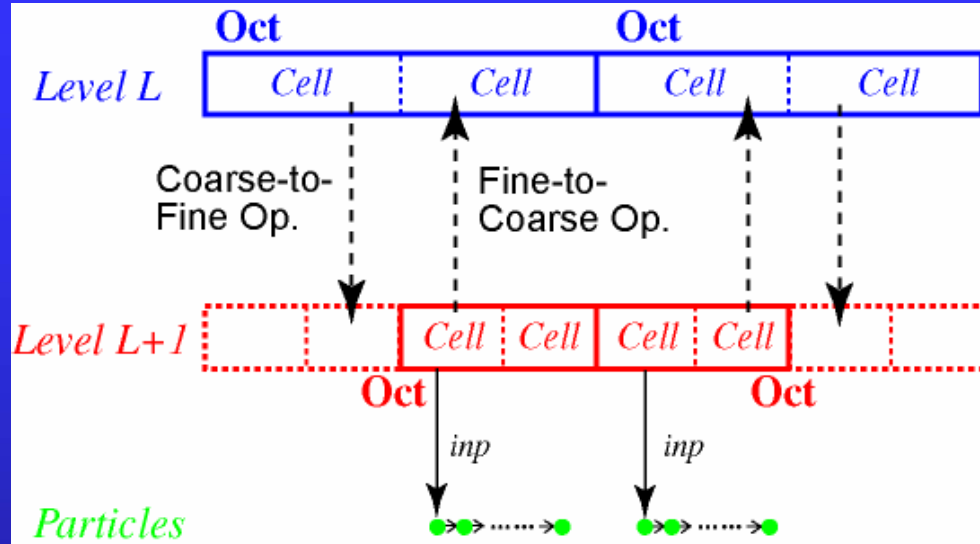 Oct Oct
Level L Cell Cell Cell Cell
Coarse-to-
Fine Op.
Fine-to-
Coarse Op.
Level L+1 Cell Cell Cell Cell
Oct Oct
inp inp
Particles